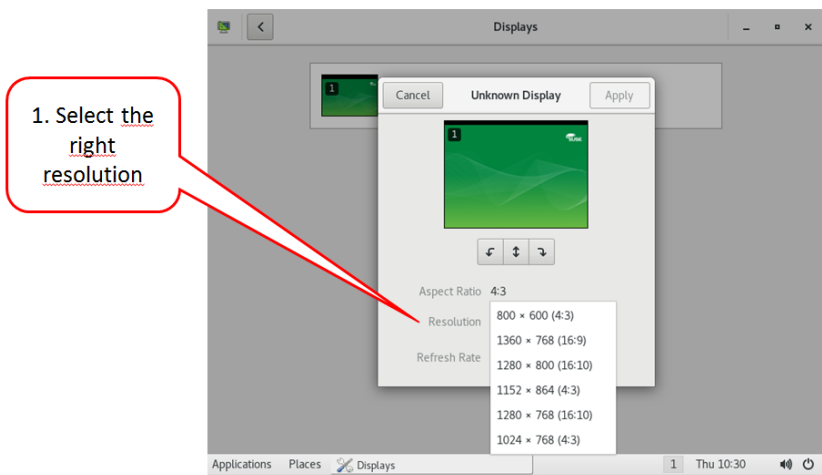 Displays
1
Cancel
Unknown Display
Apply
1
SUSE
1. Select the
right
resolution
Aspect Ratio 4:3
Resolution
Refresh Rate
800 × 600 (4:3)
1360 × 768 (16:9)
1280 × 800 (16:10)
1152 × 864 (4:3)
1280 × 768 (16:10)
1024 × 768 (4:3)
Applications Places Displays
1 Thu 10:30